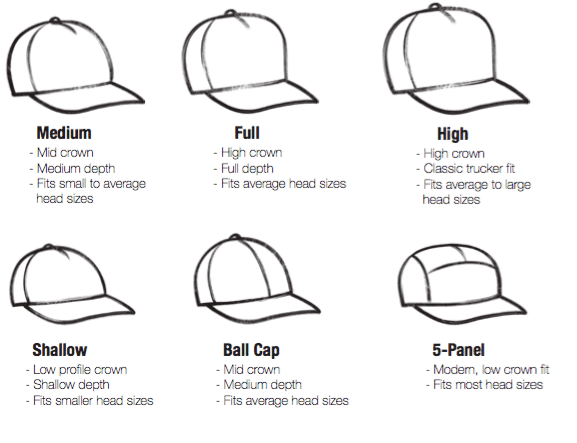 Medium
- Mid crown
- Medium depth
- Fits small to average
head sizes
Full
- High crown
- Full depth
- Fits average head sizes
High
- High crown
- Classic trucker fit
- Fits average to large
head sizes
Shallow
- Low profile crown
- Shallow depth
- Fits smaller head sizes
Ball Cap
- Mid crown
- Medium depth
- Fits average head sizes
5-Panel
- Modern, low crown fit
- Fits most head sizes